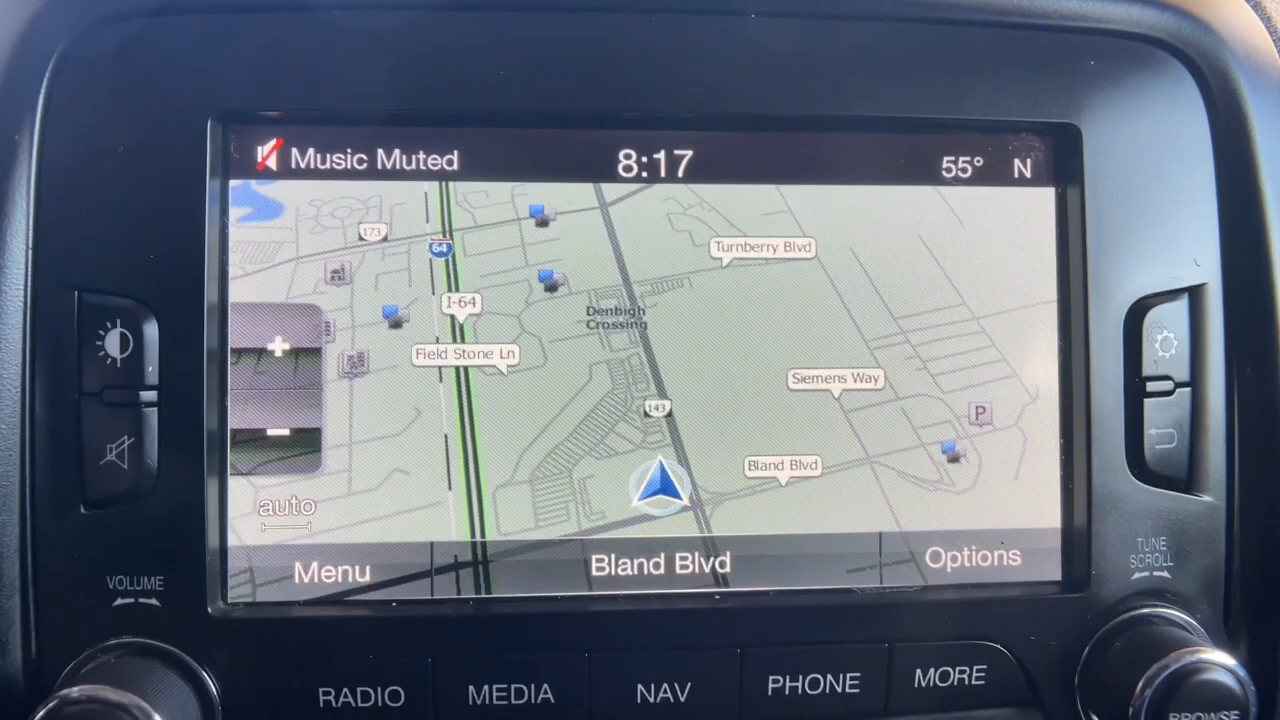 Music Muted
8:17
55° N
173
64
Turnberry Blvd
I-64
Denbigh
Crossing
Field Stone Ln
Siemens Way
143
P
Bland Blvd
auto
Menu
Bland Blvd
Options
VOLUME
TUNE
SCROLL
RADIO
MEDIA
NAV
PHONE
MORE
BROWSE